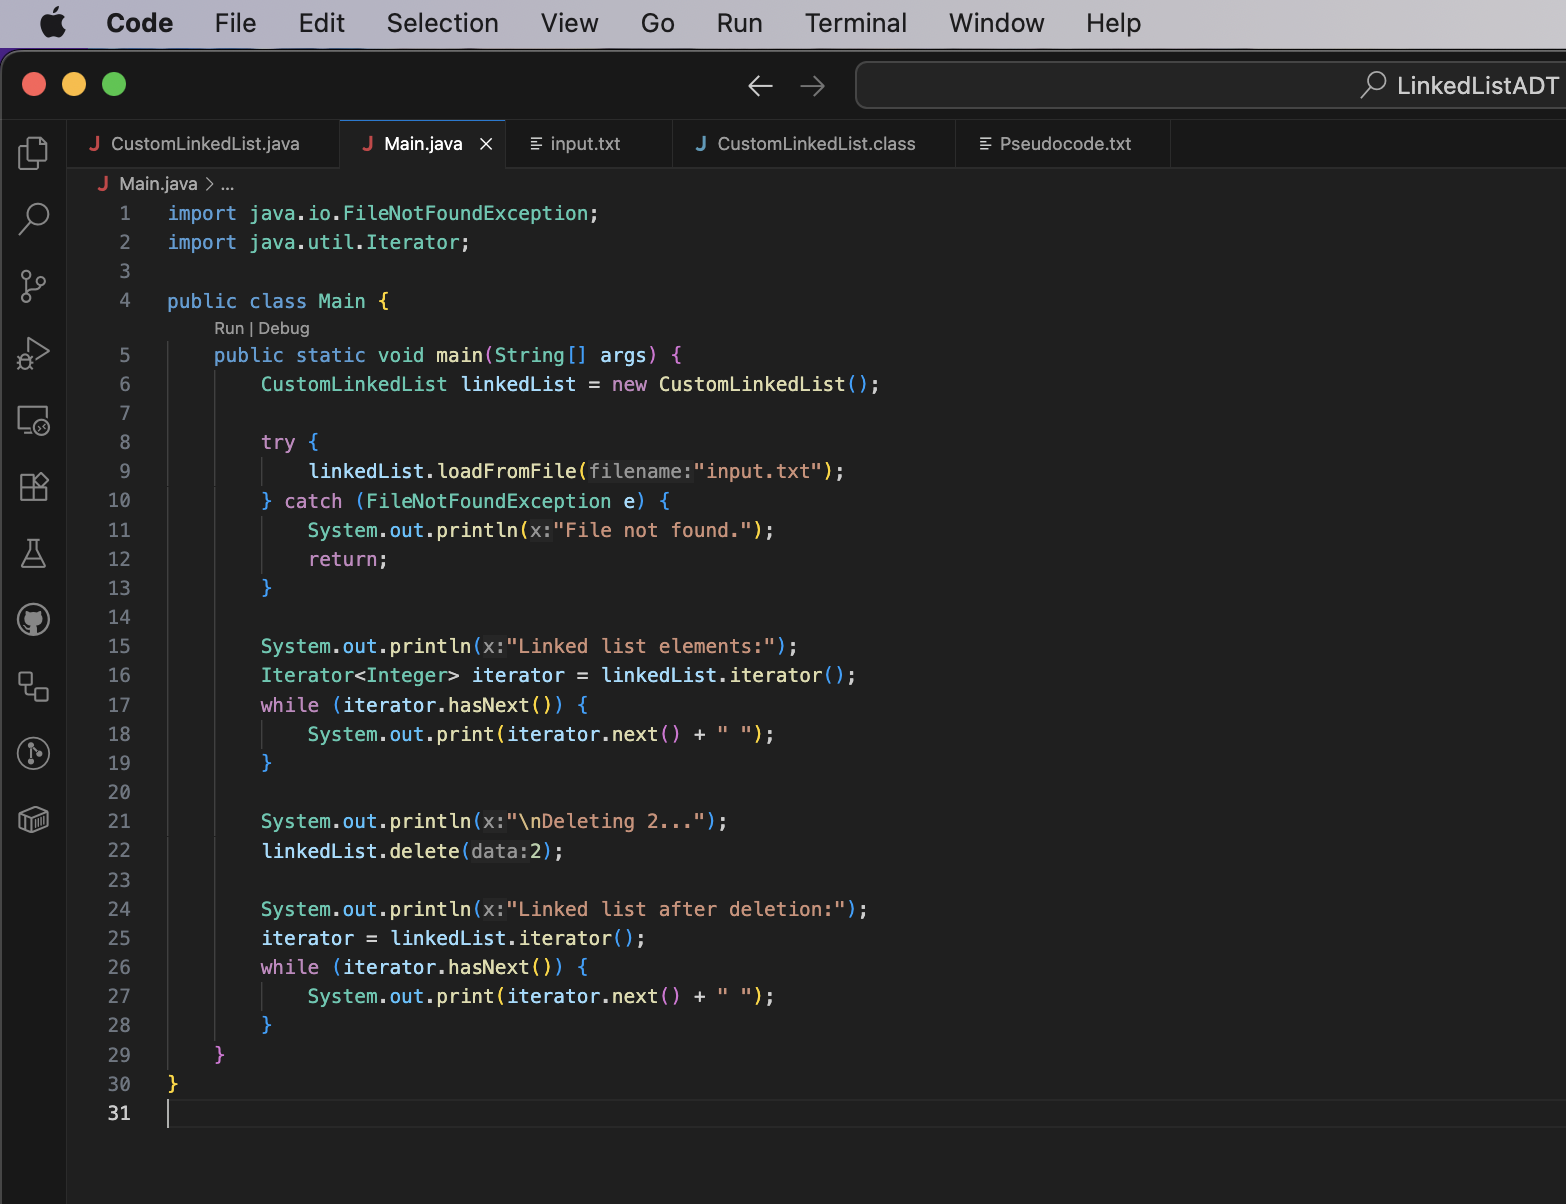 Code File Edit Selection View Go Run Terminal Window Help
LinkedListADT
CustomLinkedList.java Main.java input.txt CustomLinkedList.class Pseudocode.txt
Main.java > ...
1 import java.io.FileNotFoundException;
2 import java.util.Iterator;
3
4 public class Main {
Run | Debug
5 public static void main(String[] args) {
6 CustomLinkedList linkedList = new CustomLinkedList();
7
8 try {
9 linkedList.loadFromFile(filename:"input.txt");
10 } catch (FileNotFoundException e) {
11 System.out.println(x:"File not found.");
12 return;
13 }
14
15 System.out.println(x:"Linked list elements:");
16 Iterator<Integer> iterator = linkedList.iterator();
17 while (iterator.hasNext()) {
18 System.out.print(iterator.next() + " ");
19 }
20
21 System.out.println(x:"\nDeleting 2...");
22 linkedList.delete(data:2);
23
24 System.out.println(x:"Linked list after deletion:");
25 iterator = linkedList.iterator();
26 while (iterator.hasNext()) {
27 System.out.print(iterator.next() + " ");
28 }
29 }
30 }
31